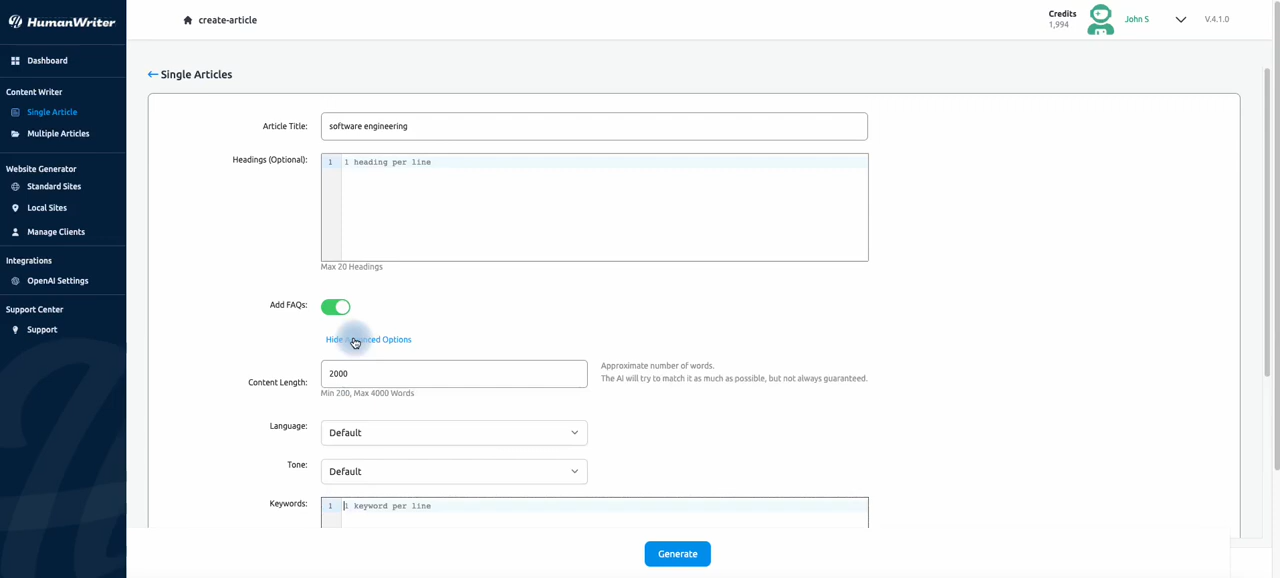 HumanWriter
create-article
Credits
1,994
John S
V.4.1.0
Dashboard
Content Writer
Single Article
Multiple Articles
Website Generator
Standard Sites
Local Sites
Manage Clients
Integrations
OpenAI Settings
Support Center
Support
Single Articles
Article Title:
software engineering
Headings (Optional):
1
1 heading per line
Max 20 Headings
Add FAQs:
Hide Advanced Options
Content Length:
2000
Approximate number of words.
The AI will try to match it as much as possible, but not always guaranteed.
Min 200, Max 4000 Words
Language:
Default
Tone:
Default
Keywords:
1
1 keyword per line
Generate